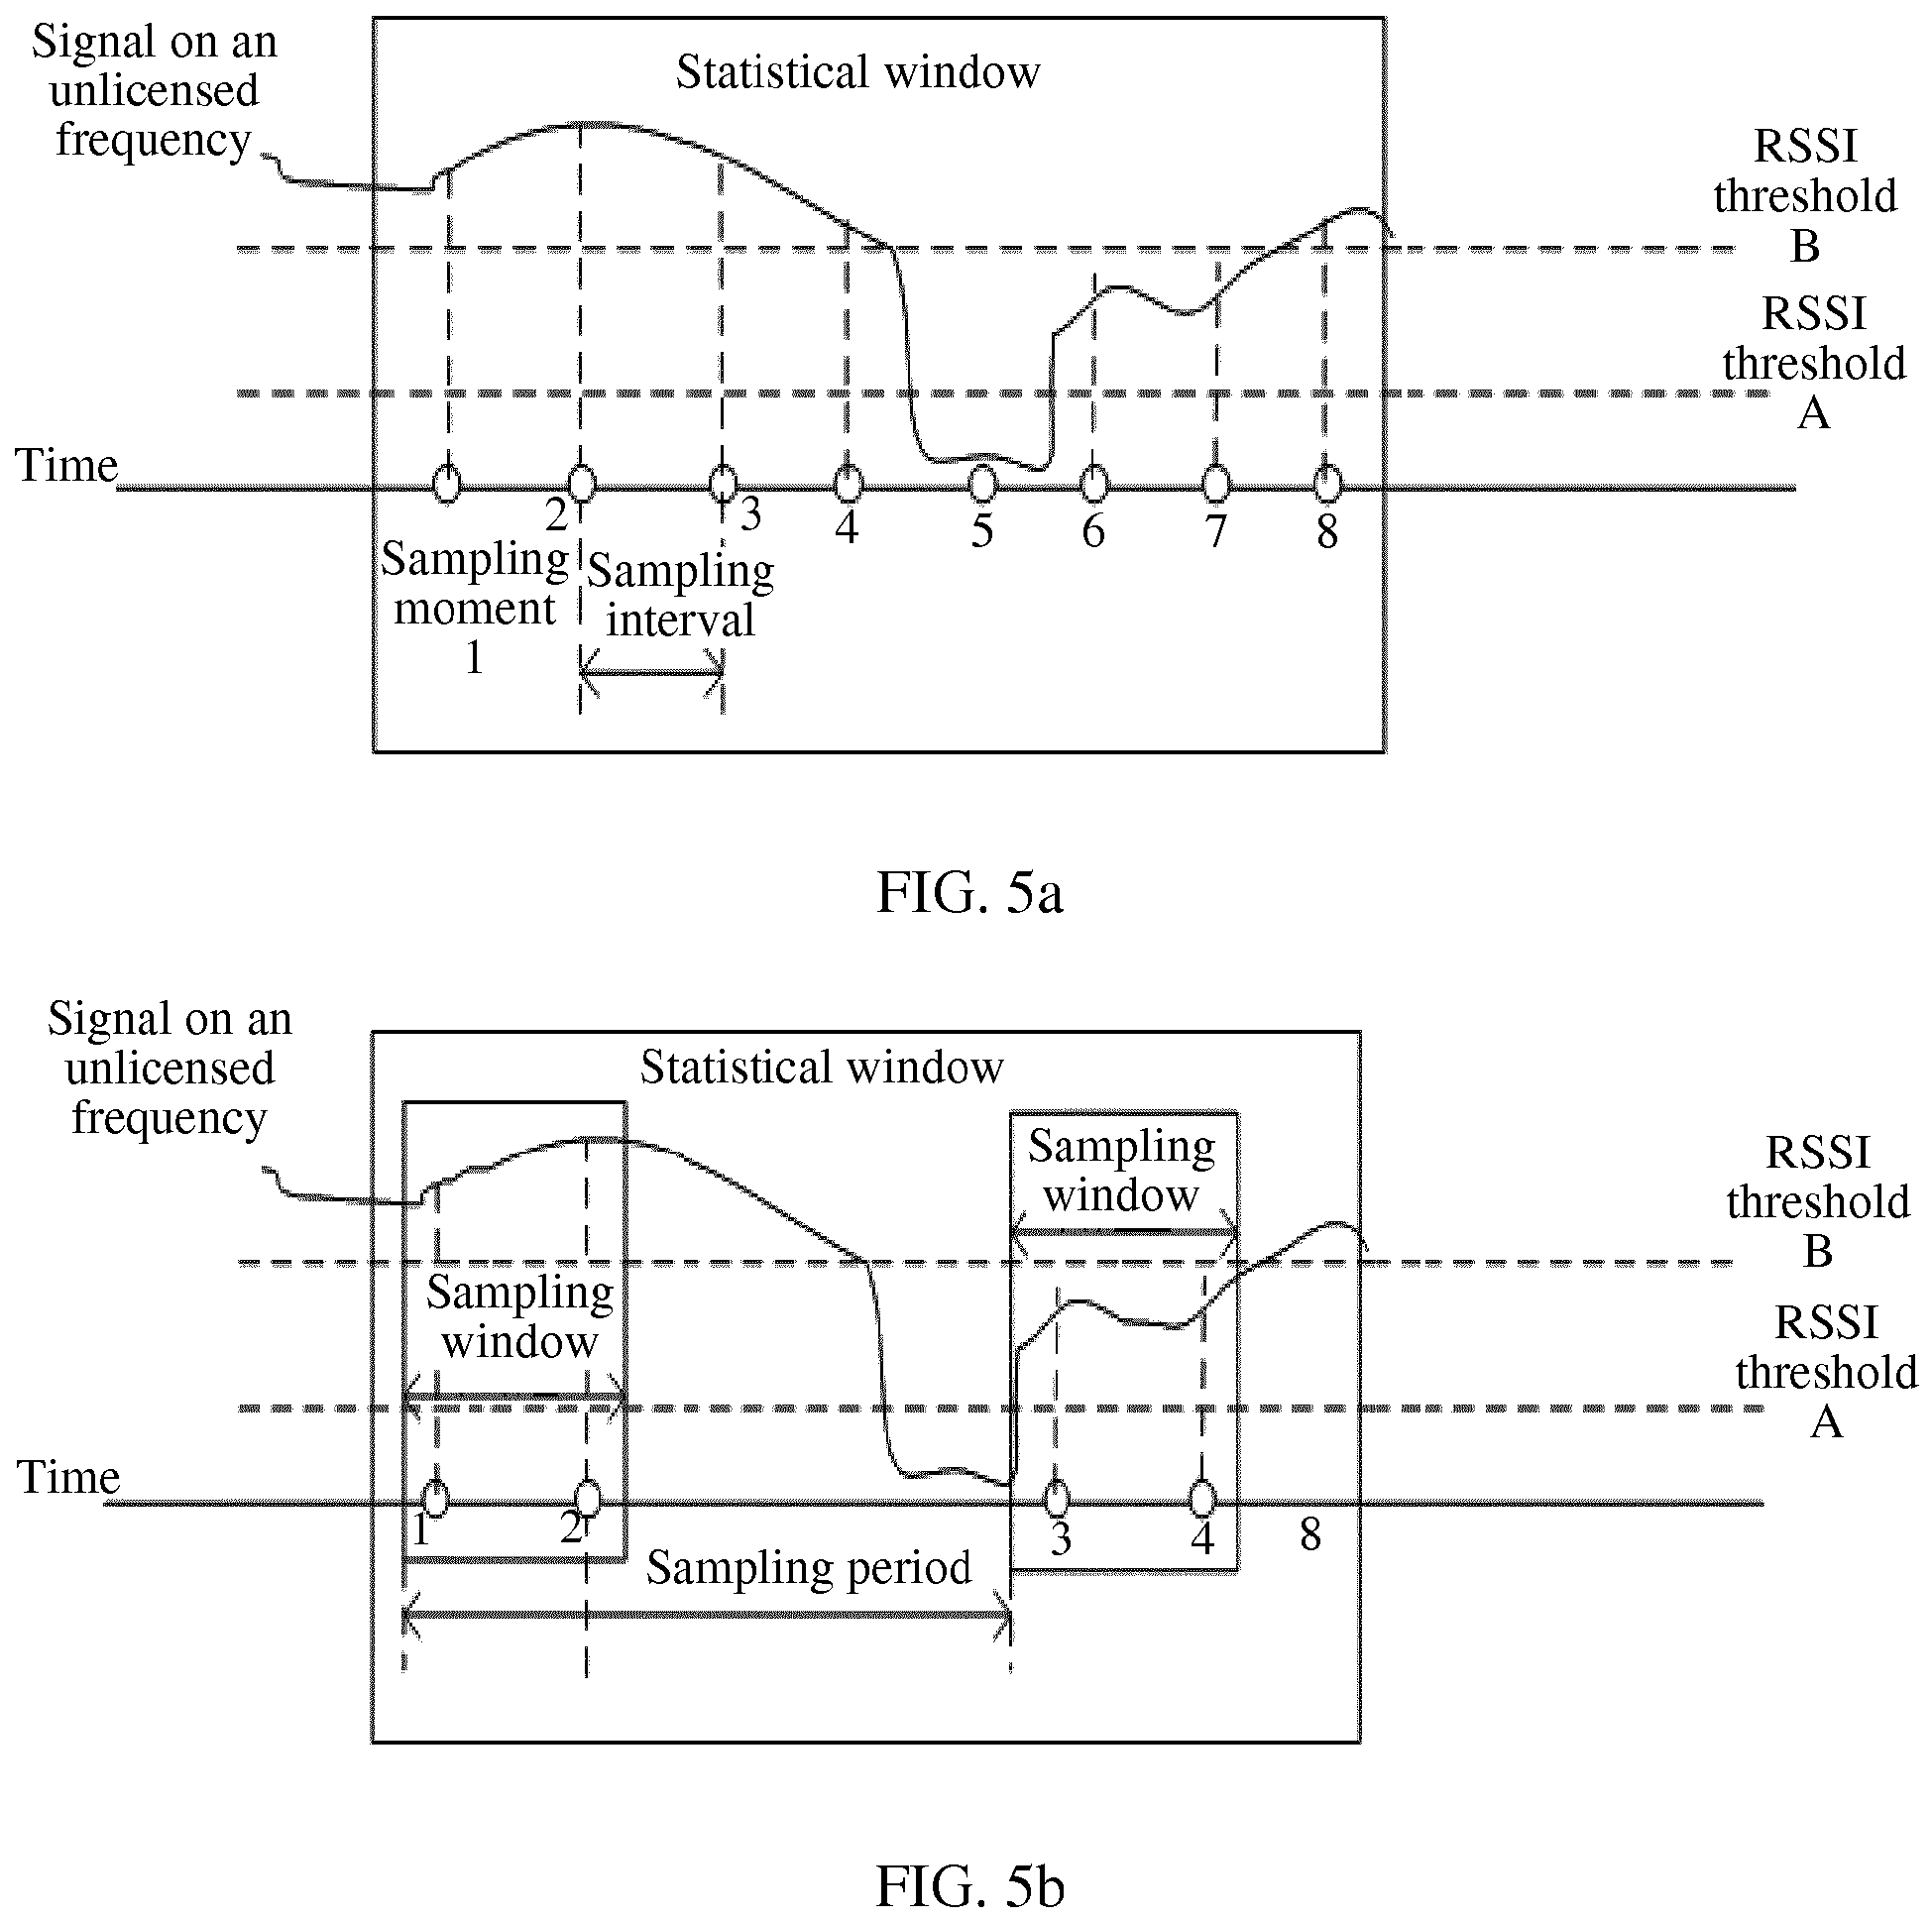 Signal on an
unlicensed
frequency
Statistical window
RSSI
threshold
B
RSSI
threshold
A
Time
2
3
4
5
6
7
8
Sampling
moment
1
Sampling
interval
FIG. 5a
Signal on an
unlicensed
frequency
Statistical window
Sampling
window
RSSI
threshold
B
Sampling
window
RSSI
threshold
A
Time
1
2
3
4
8
Sampling period
FIG. 5b